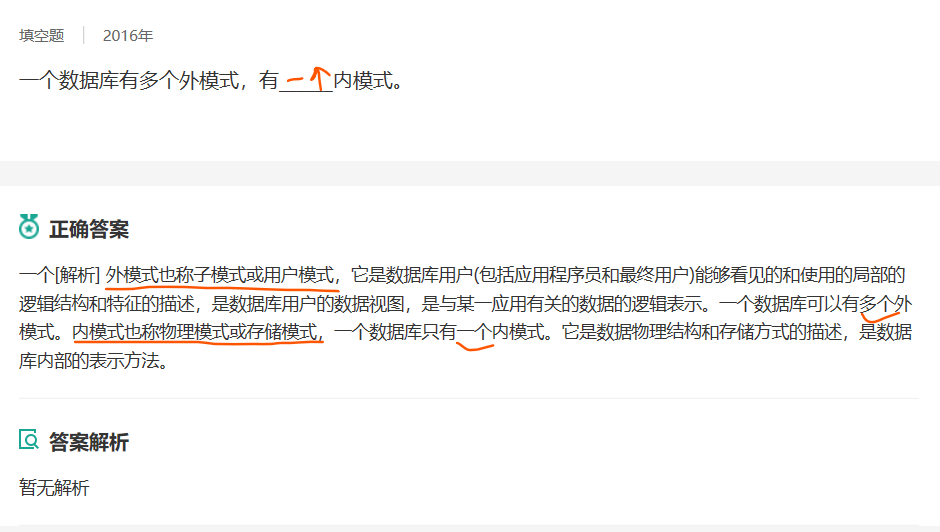 填空题 2016年
一个数据库有多个外模式，有一个内模式。
正确答案
一个[解析] 外模式也称子模式或用户模式，它是数据库用户(包括应用程序员和最终用户)能够看见的和使用的局部的
逻辑结构和特征的描述，是数据库用户的数据视图，是与某一应用有关的数据的逻辑表示。一个数据库可以有多个外
模式。内模式也称物理模式或存储模式，一个数据库只有一个内模式。它是数据物理结构和存储方式的描述，是数据
库内部的表示方法。
答案解析
暂无解析